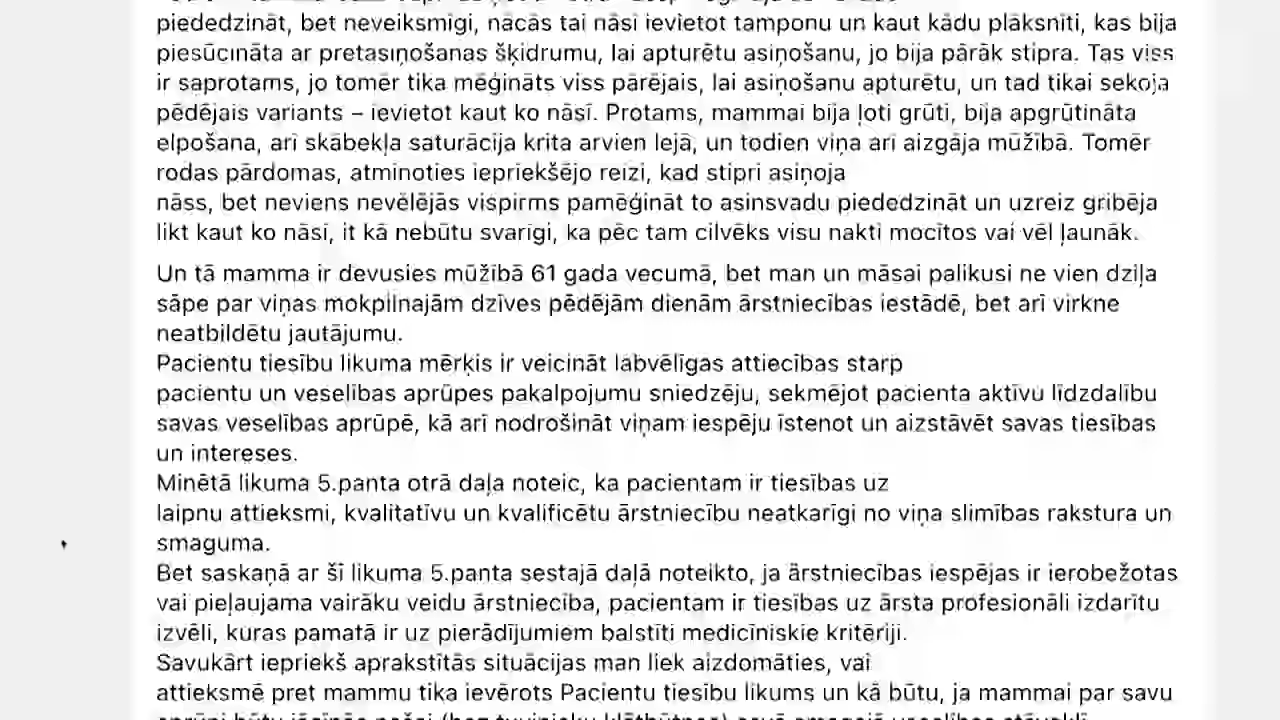 piededzināt, bet neveiksmīgi, nācās tai nāsī ievietot tamponu un kaut kādu plāksnīti, kas bija
piesūcināta ar pretasiņošanas šķidrumu, lai apturētu asiņošanu, jo bija pārāk stipra. Tas viss
ir saprotams, jo tomēr tika mēģināts viss pārējais, lai asiņošanu apturētu, un tad tikai sekoja
pēdējais variants – ievietot kaut ko nāsī. Protams, mammai bija ļoti grūti, bija apgrūtināta
elpošana, arī skābekļa saturācija krita arvien lejā, un todien viņa arī aizgāja mūžībā. Tomēr
rodas pārdomas, atminoties iepriekšējo reizi, kad stipri asiņoja
nāss, bet neviens nevēlējās vispirms pamēģināt to asinsvadu piededzināt un uzreiz gribēja
likt kaut ko nāsī, it kā nebūtu svarīgi, ka pēc tam cilvēks visu nakti mocītos vai vēl ļaunāk.
Un tā mamma ir devusies mūžībā 61 gada vecumā, bet man un māsai palikusi ne vien dziļa
sāpe par viņas mokpilnajām dzīves pēdējām dienām ārstniecības iestādē, bet arī virkne
neatbildētu jautājumu.
Pacientu tiesību likuma mērķis ir veicināt labvēlīgas attiecības starp
pacientu un veselības aprūpes pakalpojumu sniedzēju, sekmējot pacienta aktīvu līdzdalību
savas veselības aprūpē, kā arī nodrošināt viņam iespēju īstenot un aizstāvēt savas tiesības
un intereses.
Minētā likuma 5.panta otrā daļa noteic, ka pacientam ir tiesības uz
laipnu attieksmi, kvalitatīvu un kvalificētu ārstniecību neatkarīgi no viņa slimības rakstura un
smaguma.
Bet saskaņā ar šī likuma 5.panta sestajā daļā noteikto, ja ārstniecības iespējas ir ierobežotas
vai pieļaujama vairāku veidu ārstniecība, pacientam ir tiesības uz ārsta profesionāli izdarītu
izvēli, kuras pamatā ir uz pierādījumiem balstīti medicīniskie kritēriji.
Savukārt iepriekš aprakstītās situācijas man liek aizdomāties, vai
attieksmē pret mammu tika ievērots Pacientu tiesību likums un kā būtu, ja mammai par savu